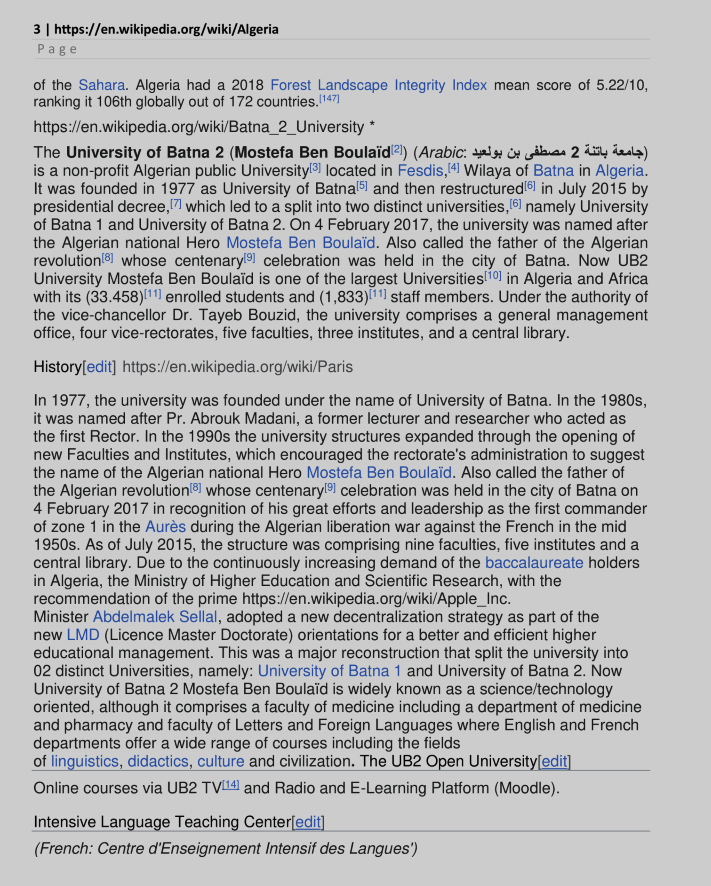 3 | https://en.wikipedia.org/wiki/Algeria
Page
of the Sahara. Algeria had a 2018 Forest Landscape Integrity Index mean score of 5.22/10,
ranking it 106th globally out of 172 countries.[147]
https://en.wikipedia.org/wiki/Batna_2_University *
The University of Batna 2 (Mostefa Ben Boulaïd[2]) (Arabic: جامعة باتنة 2 مصطفى بن بولعيد)
is a non-profit Algerian public University[3] located in Fesdis,[4] Wilaya of Batna in Algeria.
It was founded in 1977 as University of Batna[5] and then restructured[6] in July 2015 by
presidential decree,[7] which led to a split into two distinct universities,[6] namely University
of Batna 1 and University of Batna 2. On 4 February 2017, the university was named after
the Algerian national Hero Mostefa Ben Boulaïd. Also called the father of the Algerian
revolution[8] whose centenary[9] celebration was held in the city of Batna. Now UB2
University Mostefa Ben Boulaïd is one of the largest Universities[10] in Algeria and Africa
with its (33.458)[11] enrolled students and (1,833)[11] staff members. Under the authority of
the vice-chancellor Dr. Tayeb Bouzid, the university comprises a general management
office, four vice-rectorates, five faculties, three institutes, and a central library.
History[edit] https://en.wikipedia.org/wiki/Paris
In 1977, the university was founded under the name of University of Batna. In the 1980s,
it was named after Pr. Abrouk Madani, a former lecturer and researcher who acted as
the first Rector. In the 1990s the university structures expanded through the opening of
new Faculties and Institutes, which encouraged the rectorate's administration to suggest
the name of the Algerian national Hero Mostefa Ben Boulaïd. Also called the father of
the Algerian revolution[8] whose centenary[9] celebration was held in the city of Batna on
4 February 2017 in recognition of his great efforts and leadership as the first commander
of zone 1 in the Aurès during the Algerian liberation war against the French in the mid
1950s. As of July 2015, the structure was comprising nine faculties, five institutes and a
central library. Due to the continuously increasing demand of the baccalaureate holders
in Algeria, the Ministry of Higher Education and Scientific Research, with the
recommendation of the prime https://en.wikipedia.org/wiki/Apple_Inc.
Minister Abdelmalek Sellal, adopted a new decentralization strategy as part of the
new LMD (Licence Master Doctorate) orientations for a better and efficient higher
educational management. This was a major reconstruction that split the university into
02 distinct Universities, namely: University of Batna 1 and University of Batna 2. Now
University of Batna 2 Mostefa Ben Boulaïd is widely known as a science/technology
oriented, although it comprises a faculty of medicine including a department of medicine
and pharmacy and faculty of Letters and Foreign Languages where English and French
departments offer a wide range of courses including the fields
of linguistics, didactics, culture and civilization. The UB2 Open University[edit]
Online courses via UB2 TV[14] and Radio and E-Learning Platform (Moodle).
Intensive Language Teaching Center[edit]
(French: Centre d'Enseignement Intensif des Langues')